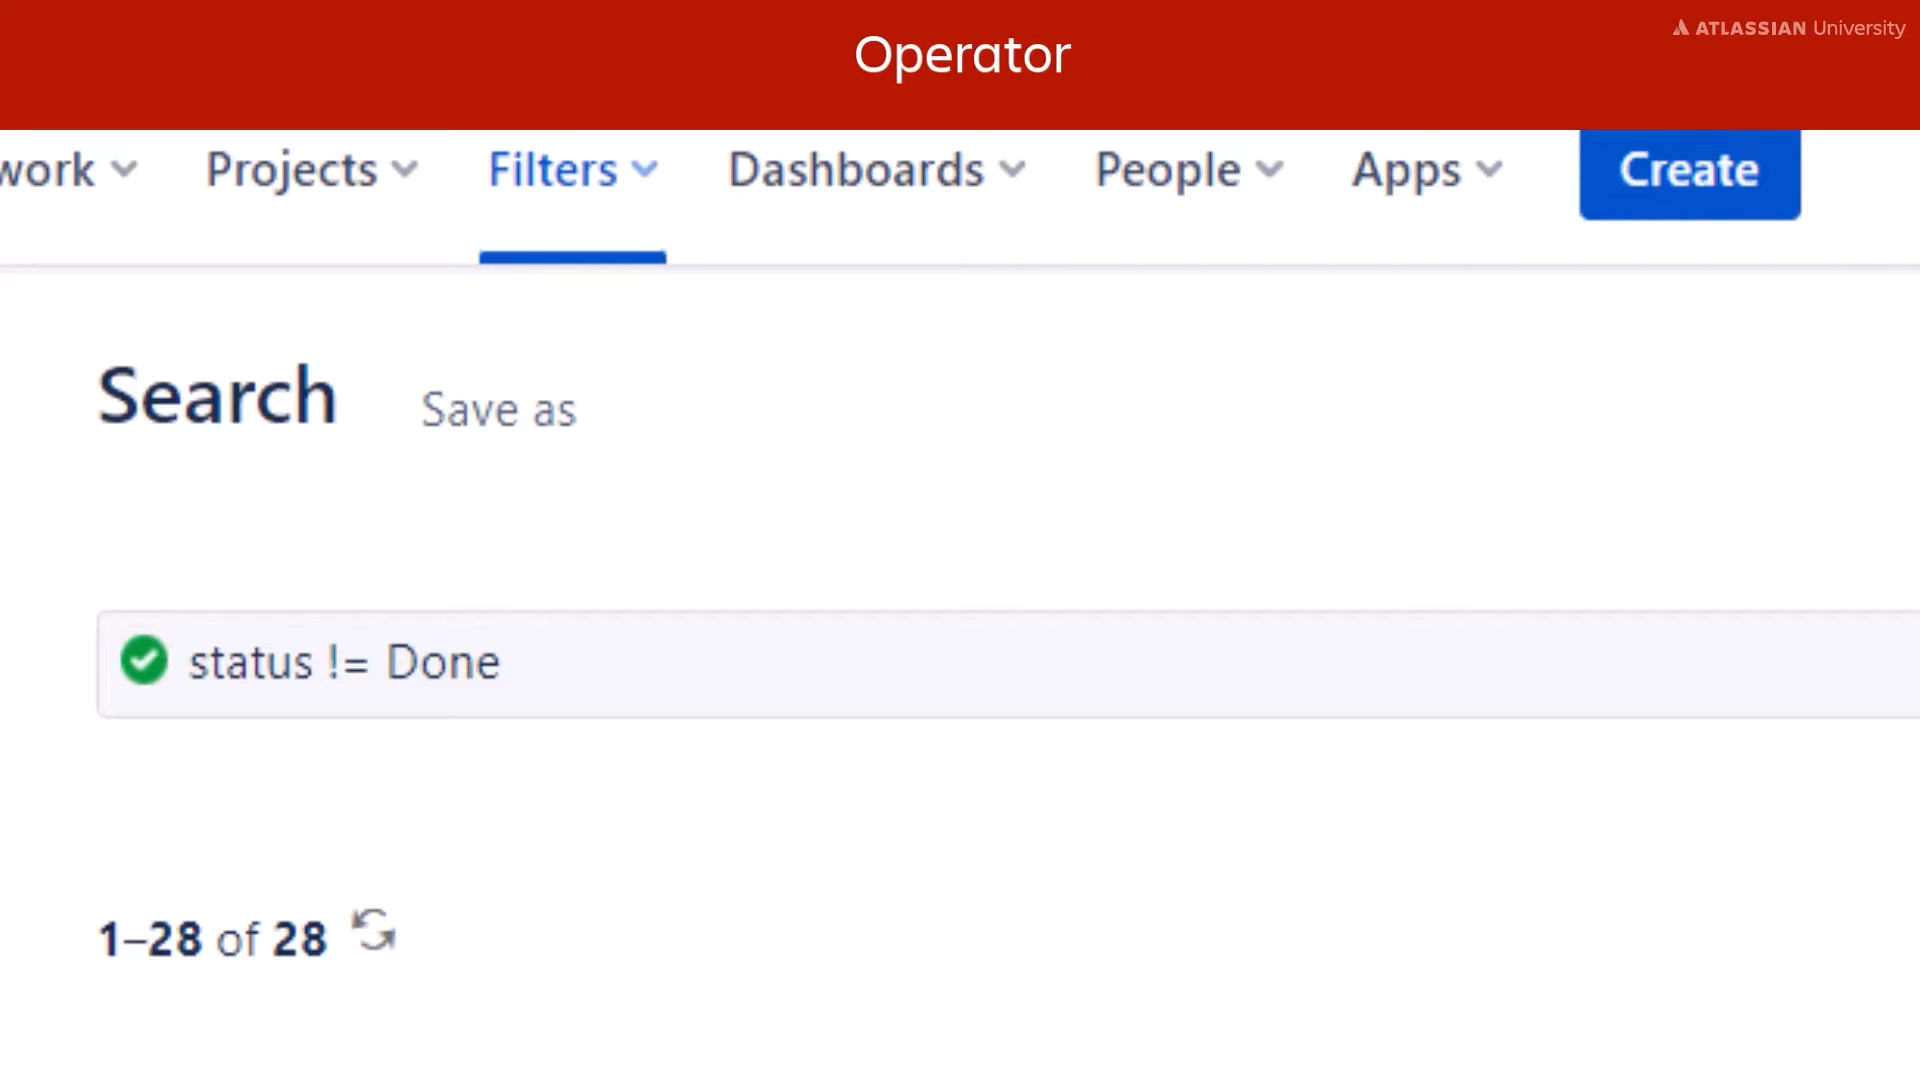 ATLASSIAN University
Operator
work Projects Filters Dashboards People Apps Create
Search Save as
status != Done
1–28 of 28